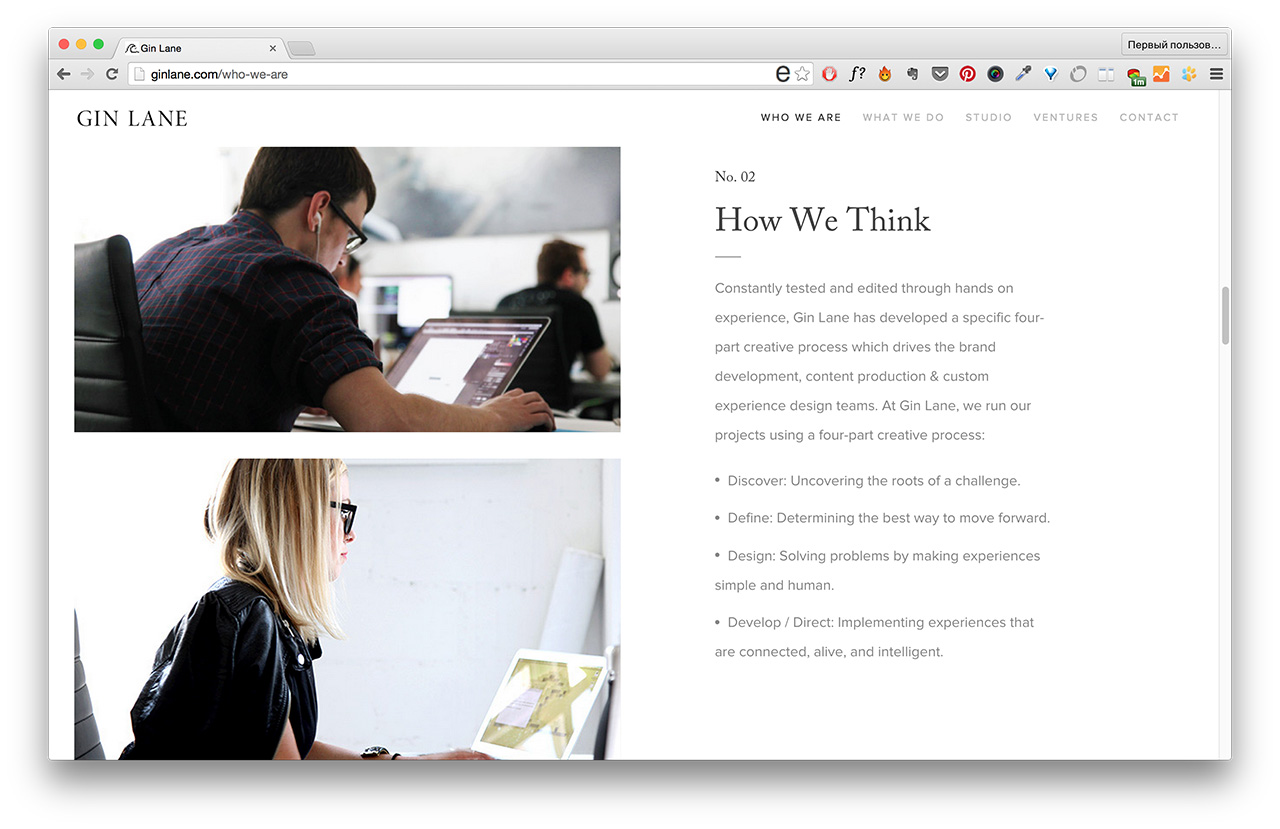 Gin Lane
Первый пользов...
ginlane.com/who-we-are
f?
1m
GIN LANE
WHO WE ARE WHAT WE DO STUDIO VENTURES CONTACT
No. 02
How We Think
Constantly tested and edited through hands on
experience, Gin Lane has developed a specific four-
part creative process which drives the brand
development, content production & custom
experience design teams. At Gin Lane, we run our
projects using a four-part creative process:
• Discover: Uncovering the roots of a challenge.
• Define: Determining the best way to move forward.
• Design: Solving problems by making experiences
simple and human.
• Develop / Direct: Implementing experiences that
are connected, alive, and intelligent.